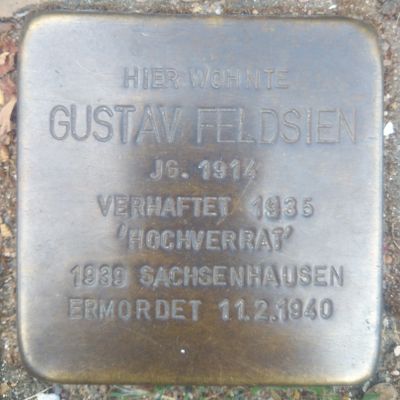 HIER WOHNTE
GUSTAV FELDSIEN
JG. 1914
VERHAFTET 1935
'HOCHVERRAT'
1939 SACHSENHAUSEN
ERMORDET 11.2.1940